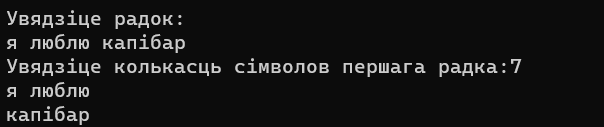 Увядзіце радок:
я люблю капібар
Увядзіце колькасць сімволов першага радка:7
я люблю
капібар